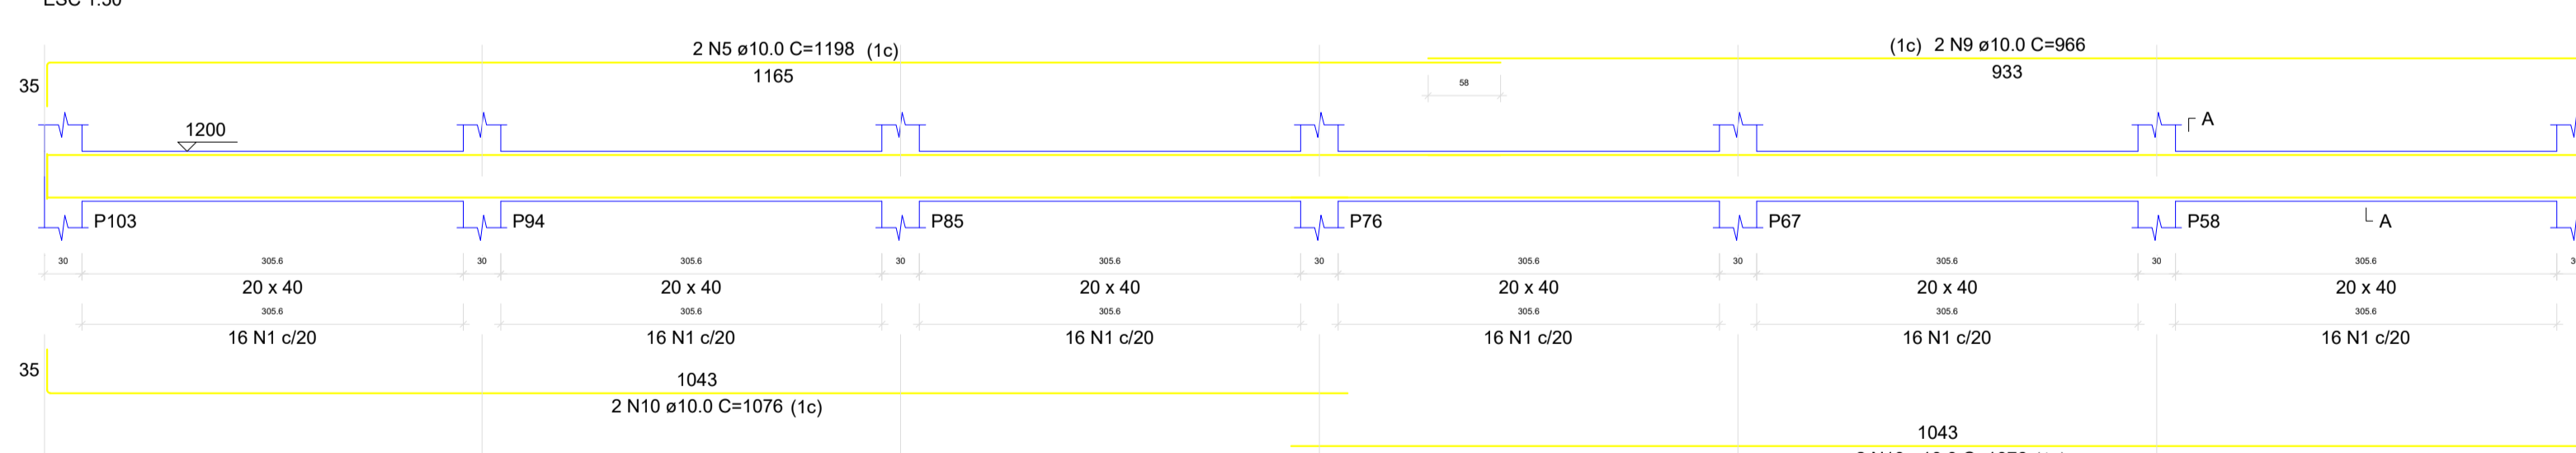 ESC 1:50
2 N5 ø10.0 C=1198 (1c)
(1c) 2 N9 ø10.0 C=966
1165
933
35
58
1200
A
P103
P94
P85
P76
P67
P58
A
30 305.6 30 305.6 30 305.6 30 305.6 30 305.6 30 305.6
20 x 40 20 x 40 20 x 40 20 x 40 20 x 40 20 x 40
305.6 305.6 305.6 305.6 305.6 305.6
16 N1 c/20 16 N1 c/20 16 N1 c/20 16 N1 c/20 16 N1 c/20 16 N1 c/20
35
1043
2 N10 ø10.0 C=1076 (1c)
1043